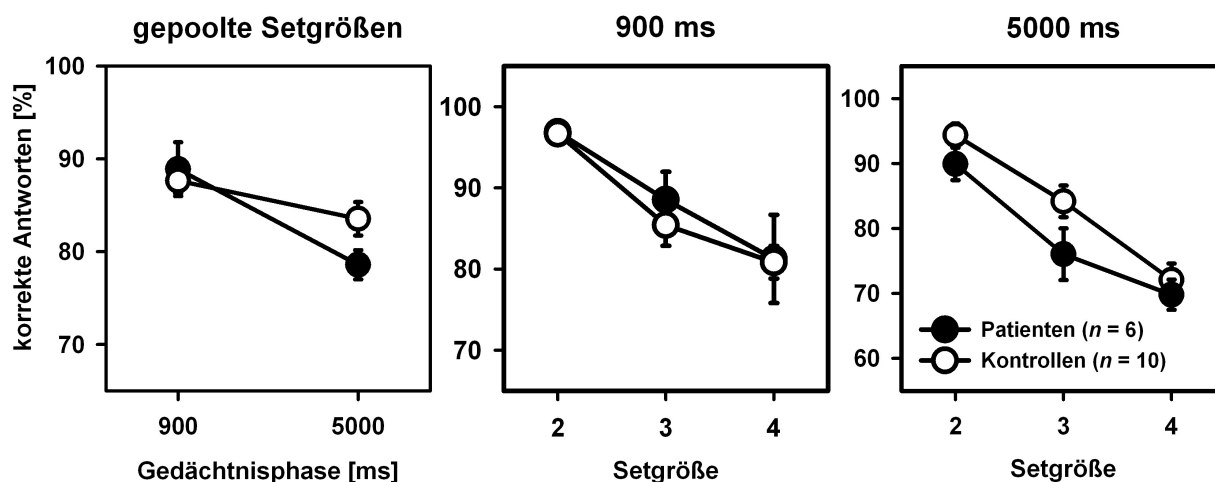 gepoolte Setgrößen
korrekte Antworten [%]
100
90
80
70
900
5000
Gedächtnisphase [ms]
900 ms
100
90
80
70
2
3
4
Setgröße
5000 ms
100
90
80
70
60
Patienten (n = 6)
Kontrollen (n = 10)
2
3
4
Setgröße